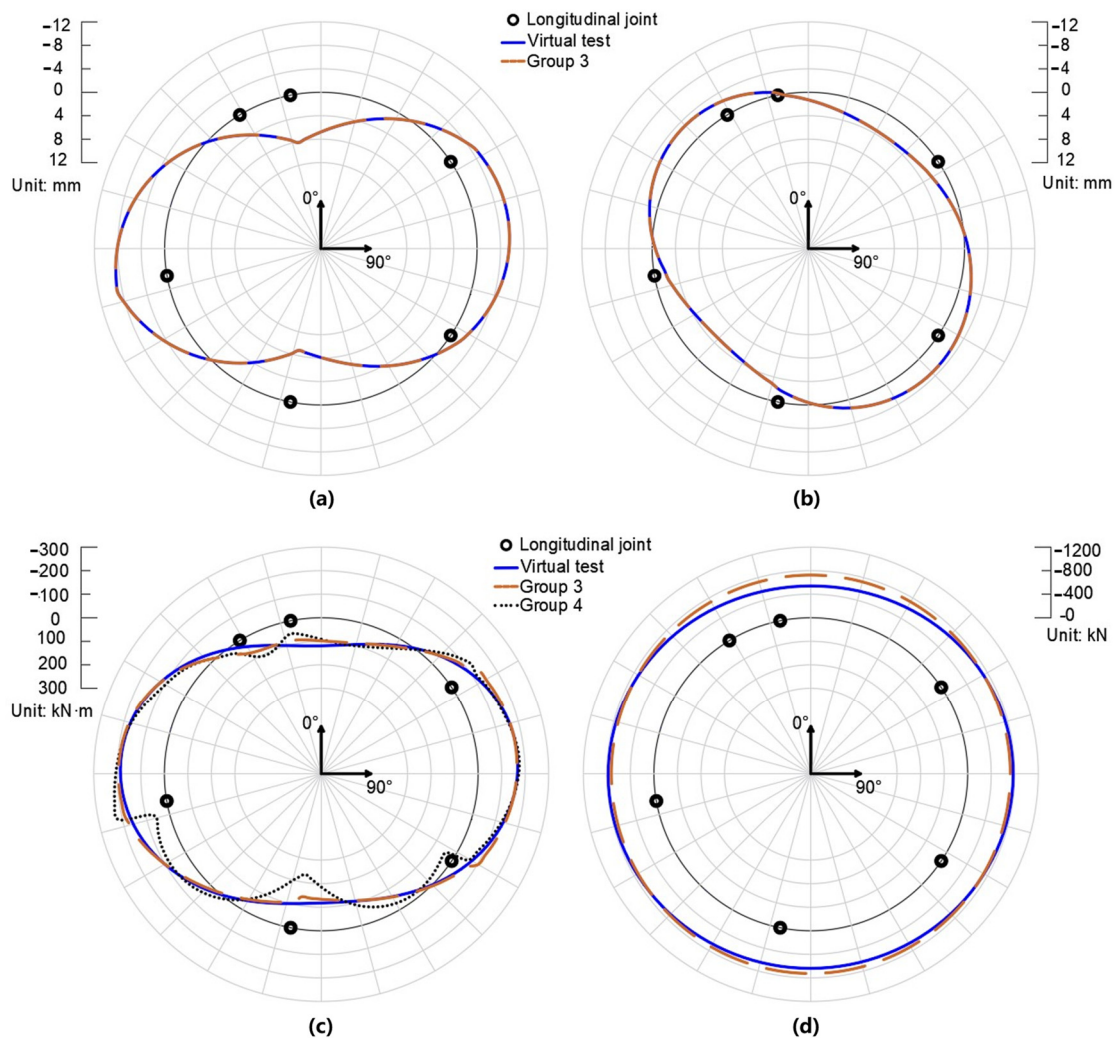 −12
−8
−4
0
4
8
12
Unit: mm
Longitudinal joint
Virtual test
Group 3
−12
−8
−4
0
4
8
12
Unit: mm
0°
90°
0°
90°
(a)
(b)
−300
−200
−100
0
100
200
300
Unit: kN·m
Longitudinal joint
Virtual test
Group 3
Group 4
−1200
−800
−400
−0
Unit: kN
0°
90°
0°
90°
(c)
(d)